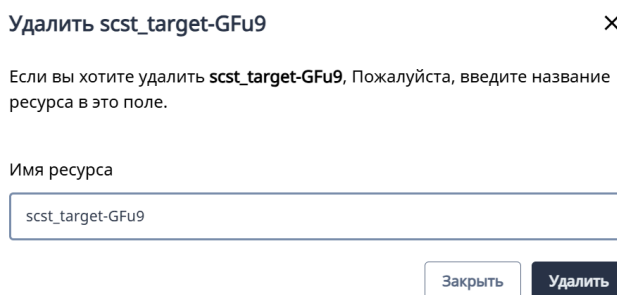 Удалить scst_target-GFu9
Если вы хотите удалить scst_target-GFu9, Пожалуйста, введите название
ресурса в это поле.
Имя ресурса
scst_target-GFu9
Закрыть Удалить